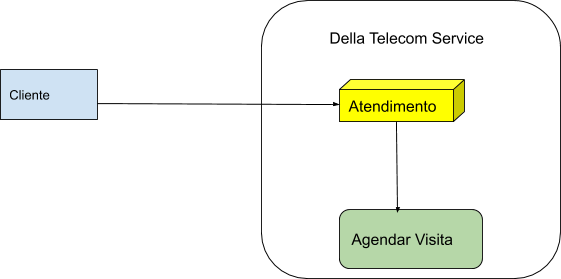 Della Telecom Service
Cliente
Atendimento
Agendar Visita